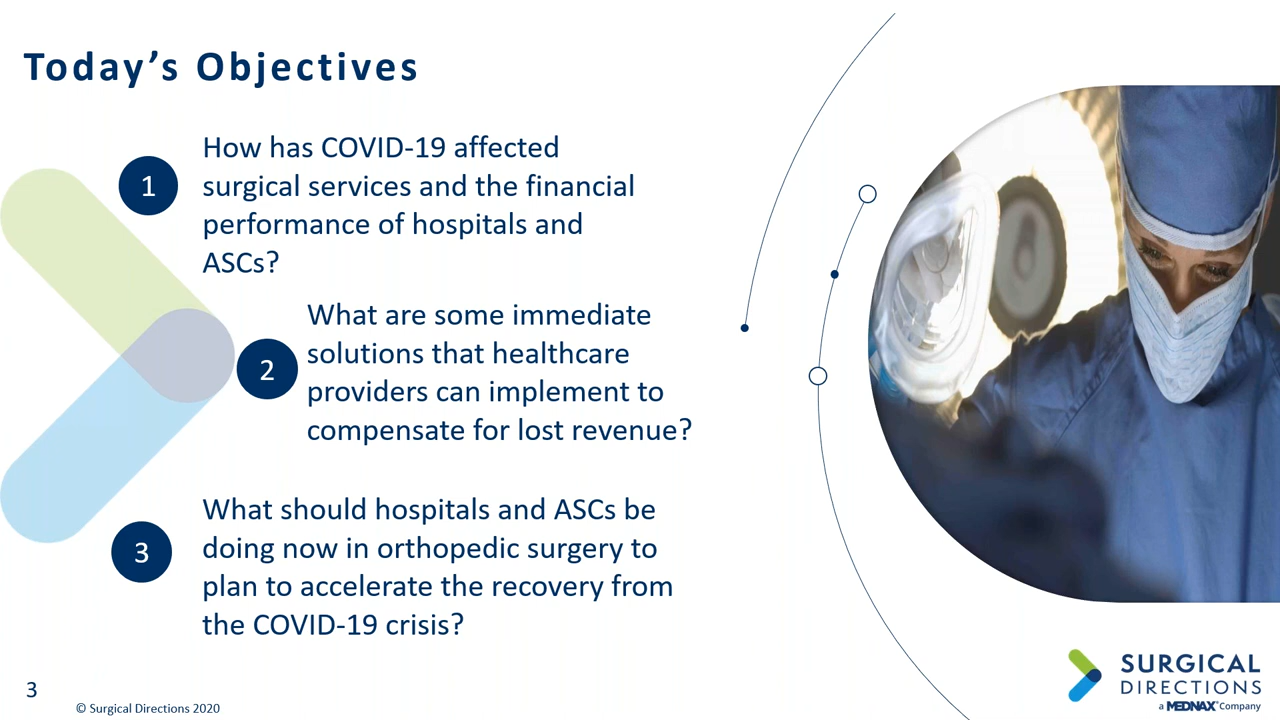 Today's Objectives
1
How has COVID-19 affected
surgical services and the financial
performance of hospitals and
ASCs?
2
What are some immediate
solutions that healthcare
providers can implement to
compensate for lost revenue?
3
What should hospitals and ASCs be
doing now in orthopedic surgery to
plan to accelerate the recovery from
the COVID-19 crisis?
3
© Surgical Directions 2020
SURGICAL
DIRECTIONS
a MEDNAX™ Company